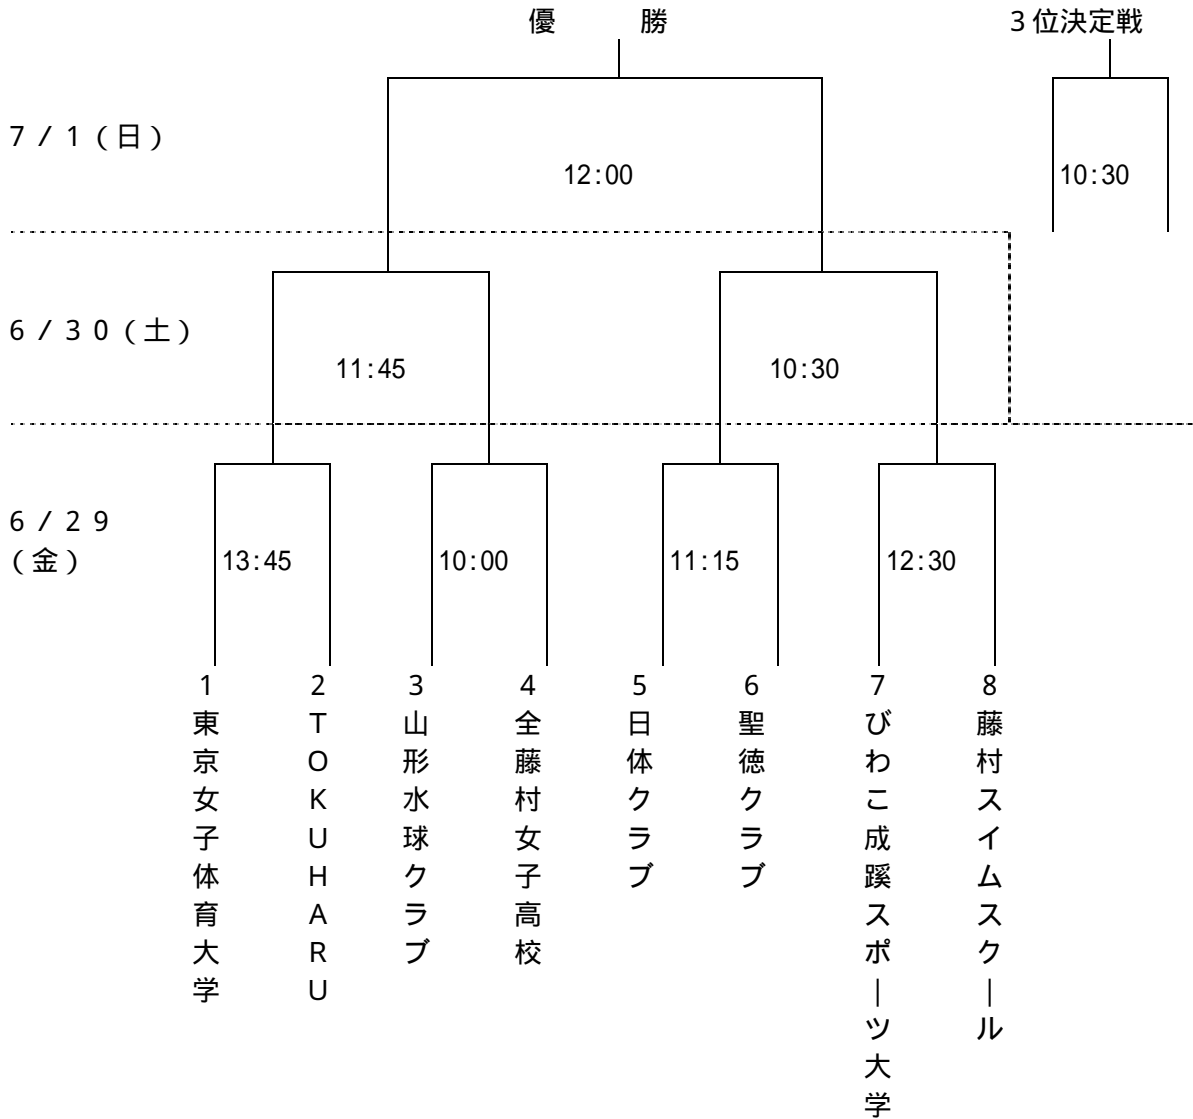 優 勝
3位決定戦
7/1(日)
12:00
10:30
6/30(土)
11:45
10:30
6/29
(金)
13:45
10:00
11:15
12:30
1東京女子体育大学
2TOKUHARU
3山形水球クラブ
4全藤村女子高校
5日体クラブ
6聖徳クラブ
7びわこ成蹊スポーツ大学
8藤村スイムスクール